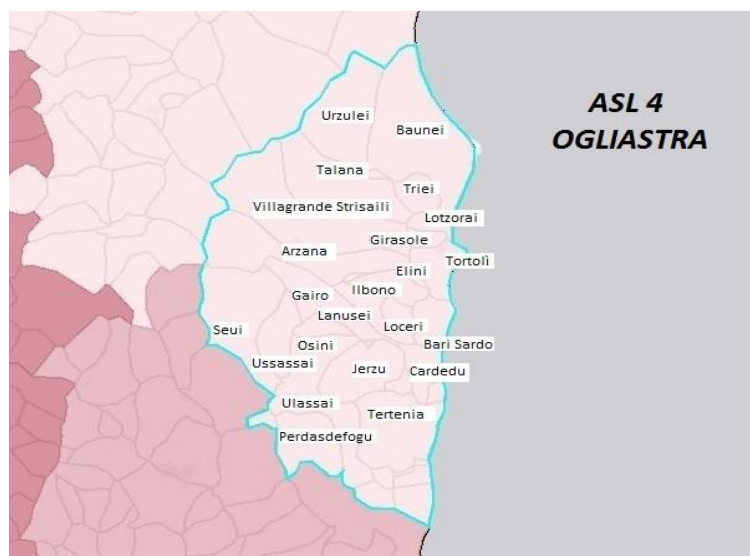 ASL 4
OGLIASTRA
Urzulei
Baunei
Talana
Triei
Villagrande Strisaili
Lotzorai
Girasole
Arzana
Tortolì
Elini
Ilbono
Gairo
Lanusei
Loceri
Seui
Osini
Bari Sardo
Ussassai
Jerzu
Cardedu
Ulassai
Tertenia
Perdasdefogu